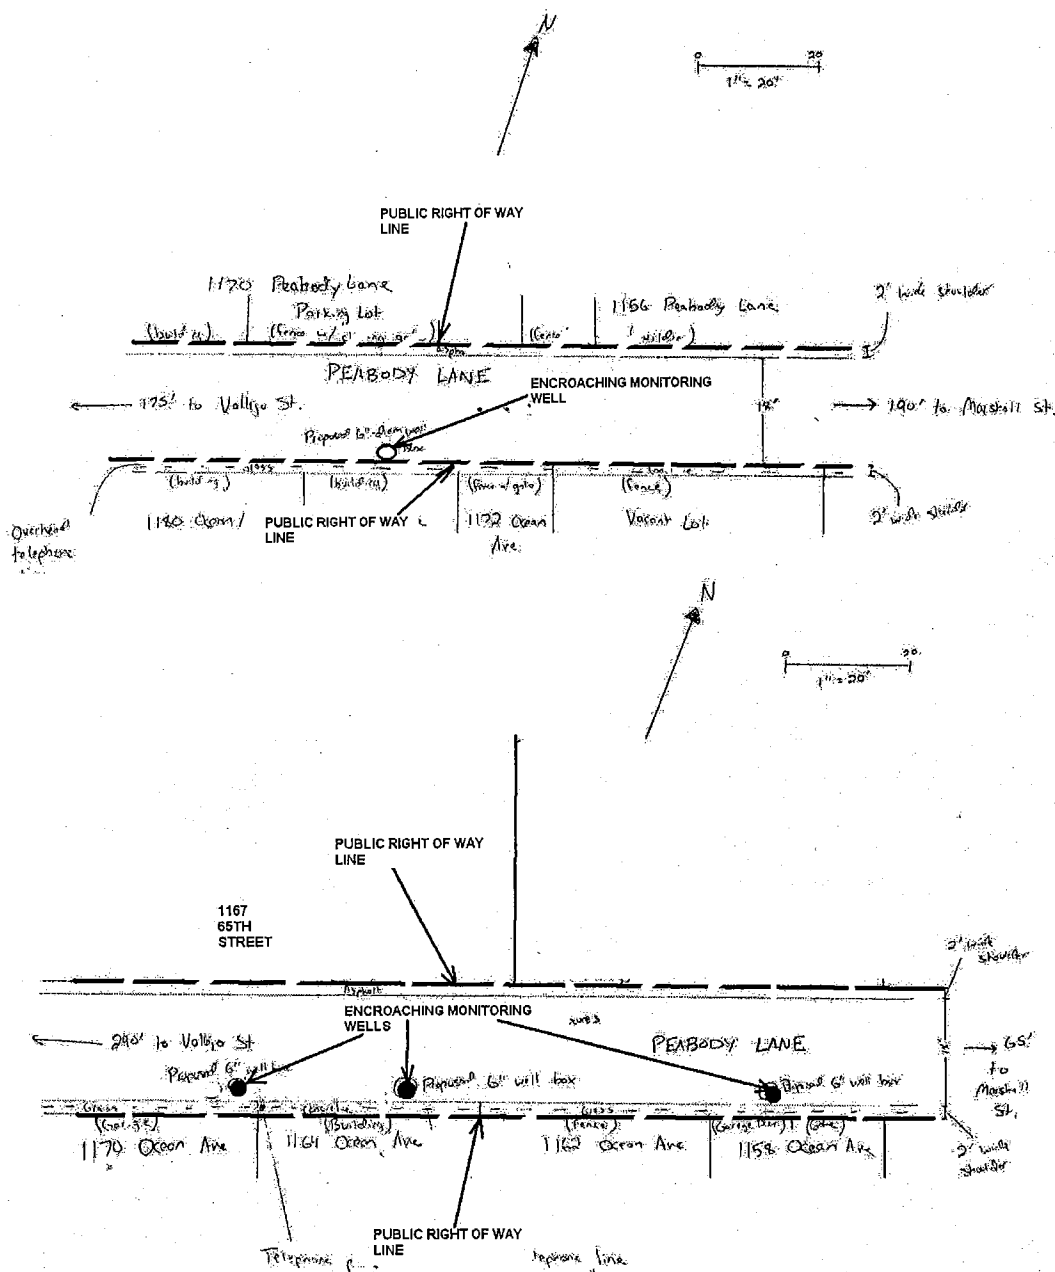 N
0 20
1" = 20'
PUBLIC RIGHT OF WAY
LINE
1170 Peabody Lane
Parking Lot
1156 Peabody Lane
2' wide shoulder
(building)
(fence
PEABODY LANE
ENCROACHING MONITORING
WELL
175' to Vallejo St.
18'
190' to Marshall St.
Proposed 6"
(building)
(building)
(fence w/ gate)
(fence)
1180 Ocean
PUBLIC RIGHT OF WAY
LINE
1172 Ocean
Ave.
Vacant Lot
2' wide shoulder
Overhead
telephone
N
0 20
1" = 20'
PUBLIC RIGHT OF WAY
LINE
1167
65TH
STREET
2' wide
shoulder
Asphalt
ENCROACHING MONITORING
WELLS
240' to Vallejo St
PEABODY LANE
65'
to
Marshall
St.
Proposed 6" well
Proposed 6" well box
Proposed 6" well box
Grass
Grass
(Garage)
(Building)
(Fence)
(Garage Door)
(Gate)
1170 Ocean Ave
1164 Ocean Ave
1162 Ocean Ave
1158 Ocean Ave
2' wide
shoulder
PUBLIC RIGHT OF WAY
LINE
Telephone
line